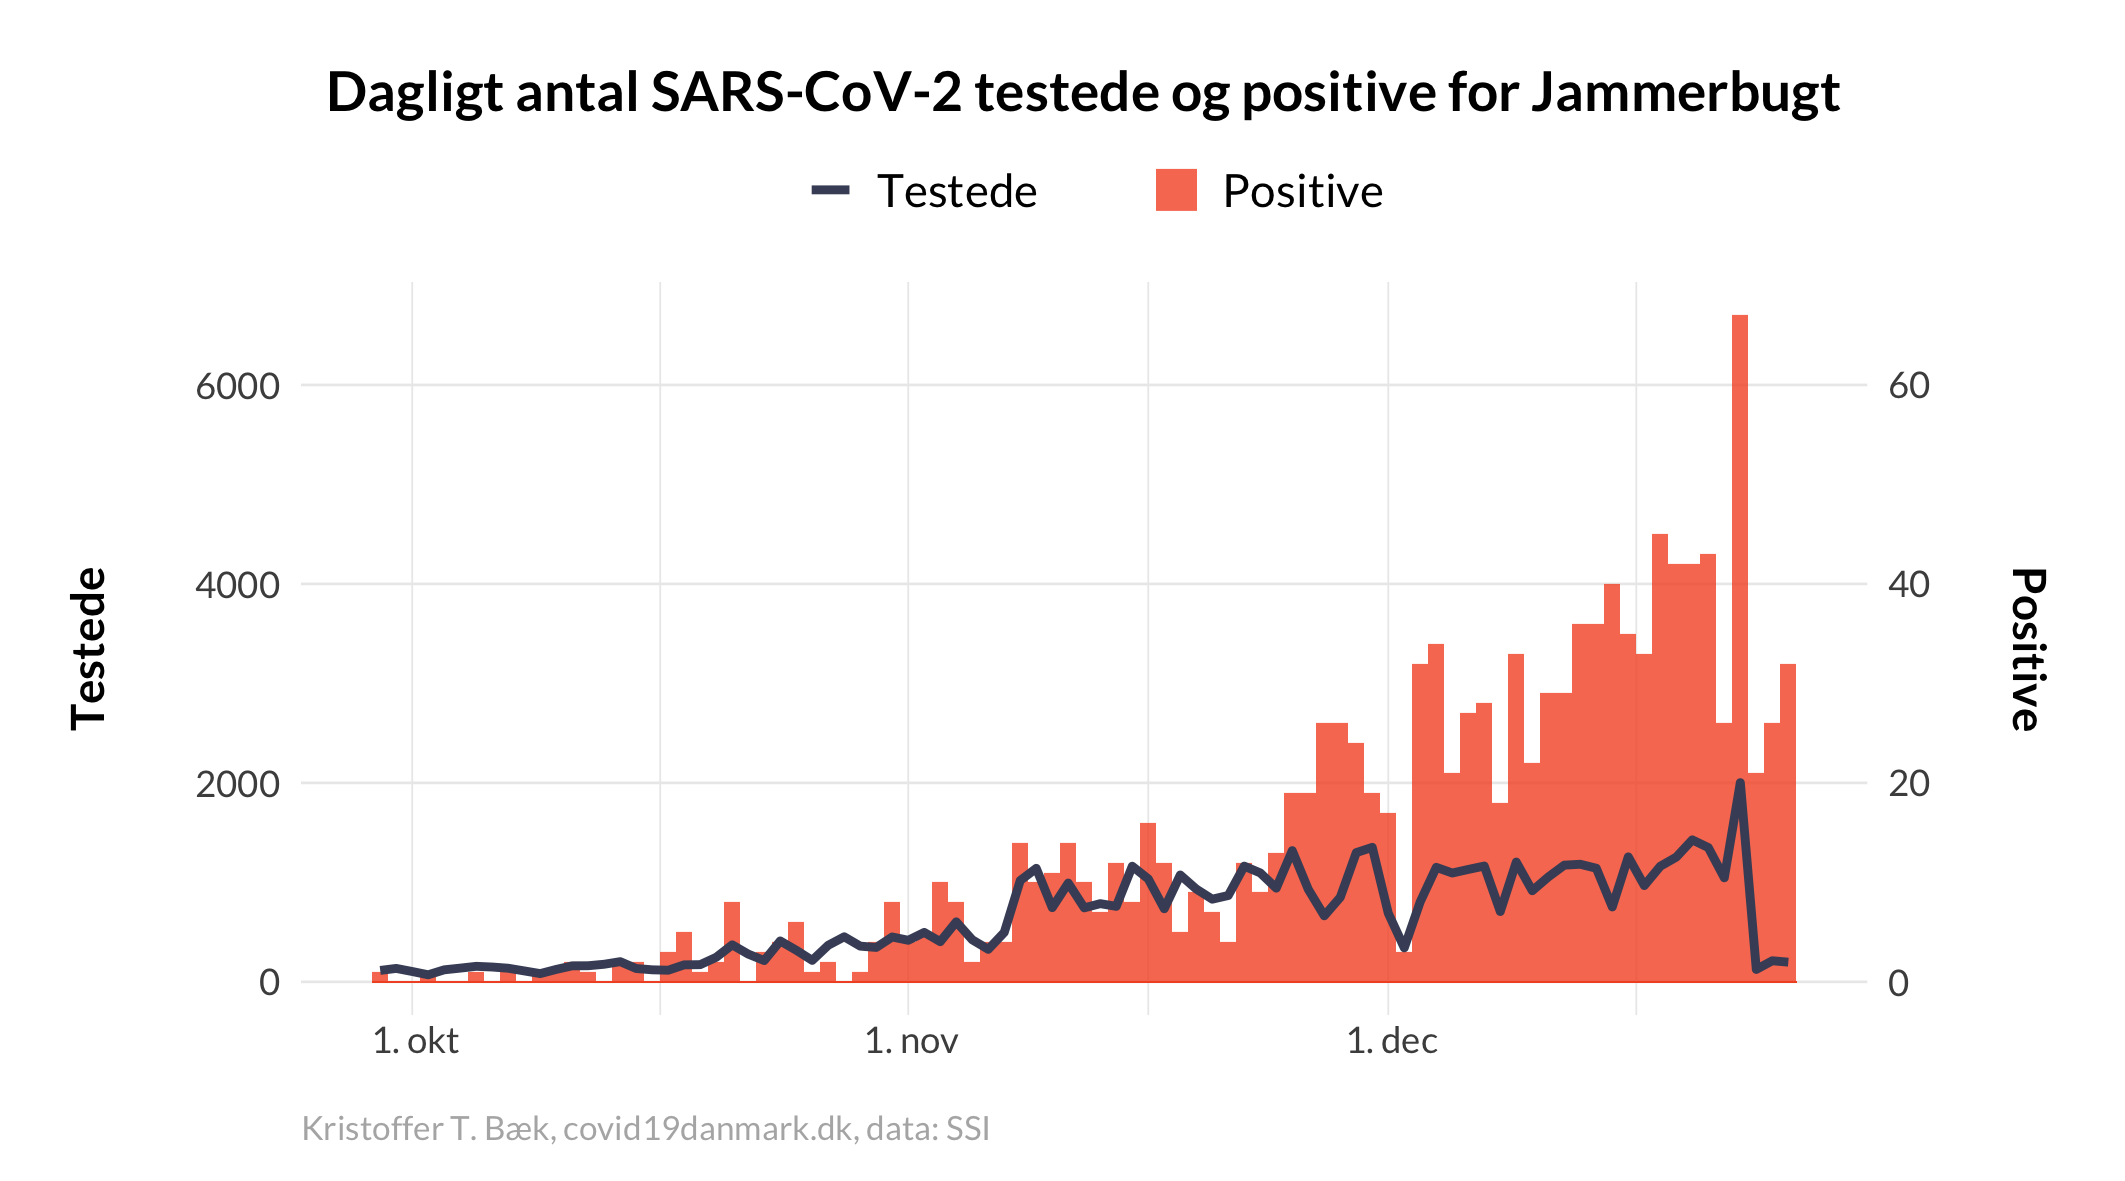 Dagligt antal SARS-CoV-2 testede og positive for Jammerbugt
Testede
Positive
6000
4000
2000
0
60
40
20
0
Testede
Positive
1. okt
1. nov
1. dec
Kristoffer T. Bæk, covid19danmark.dk, data: SSI